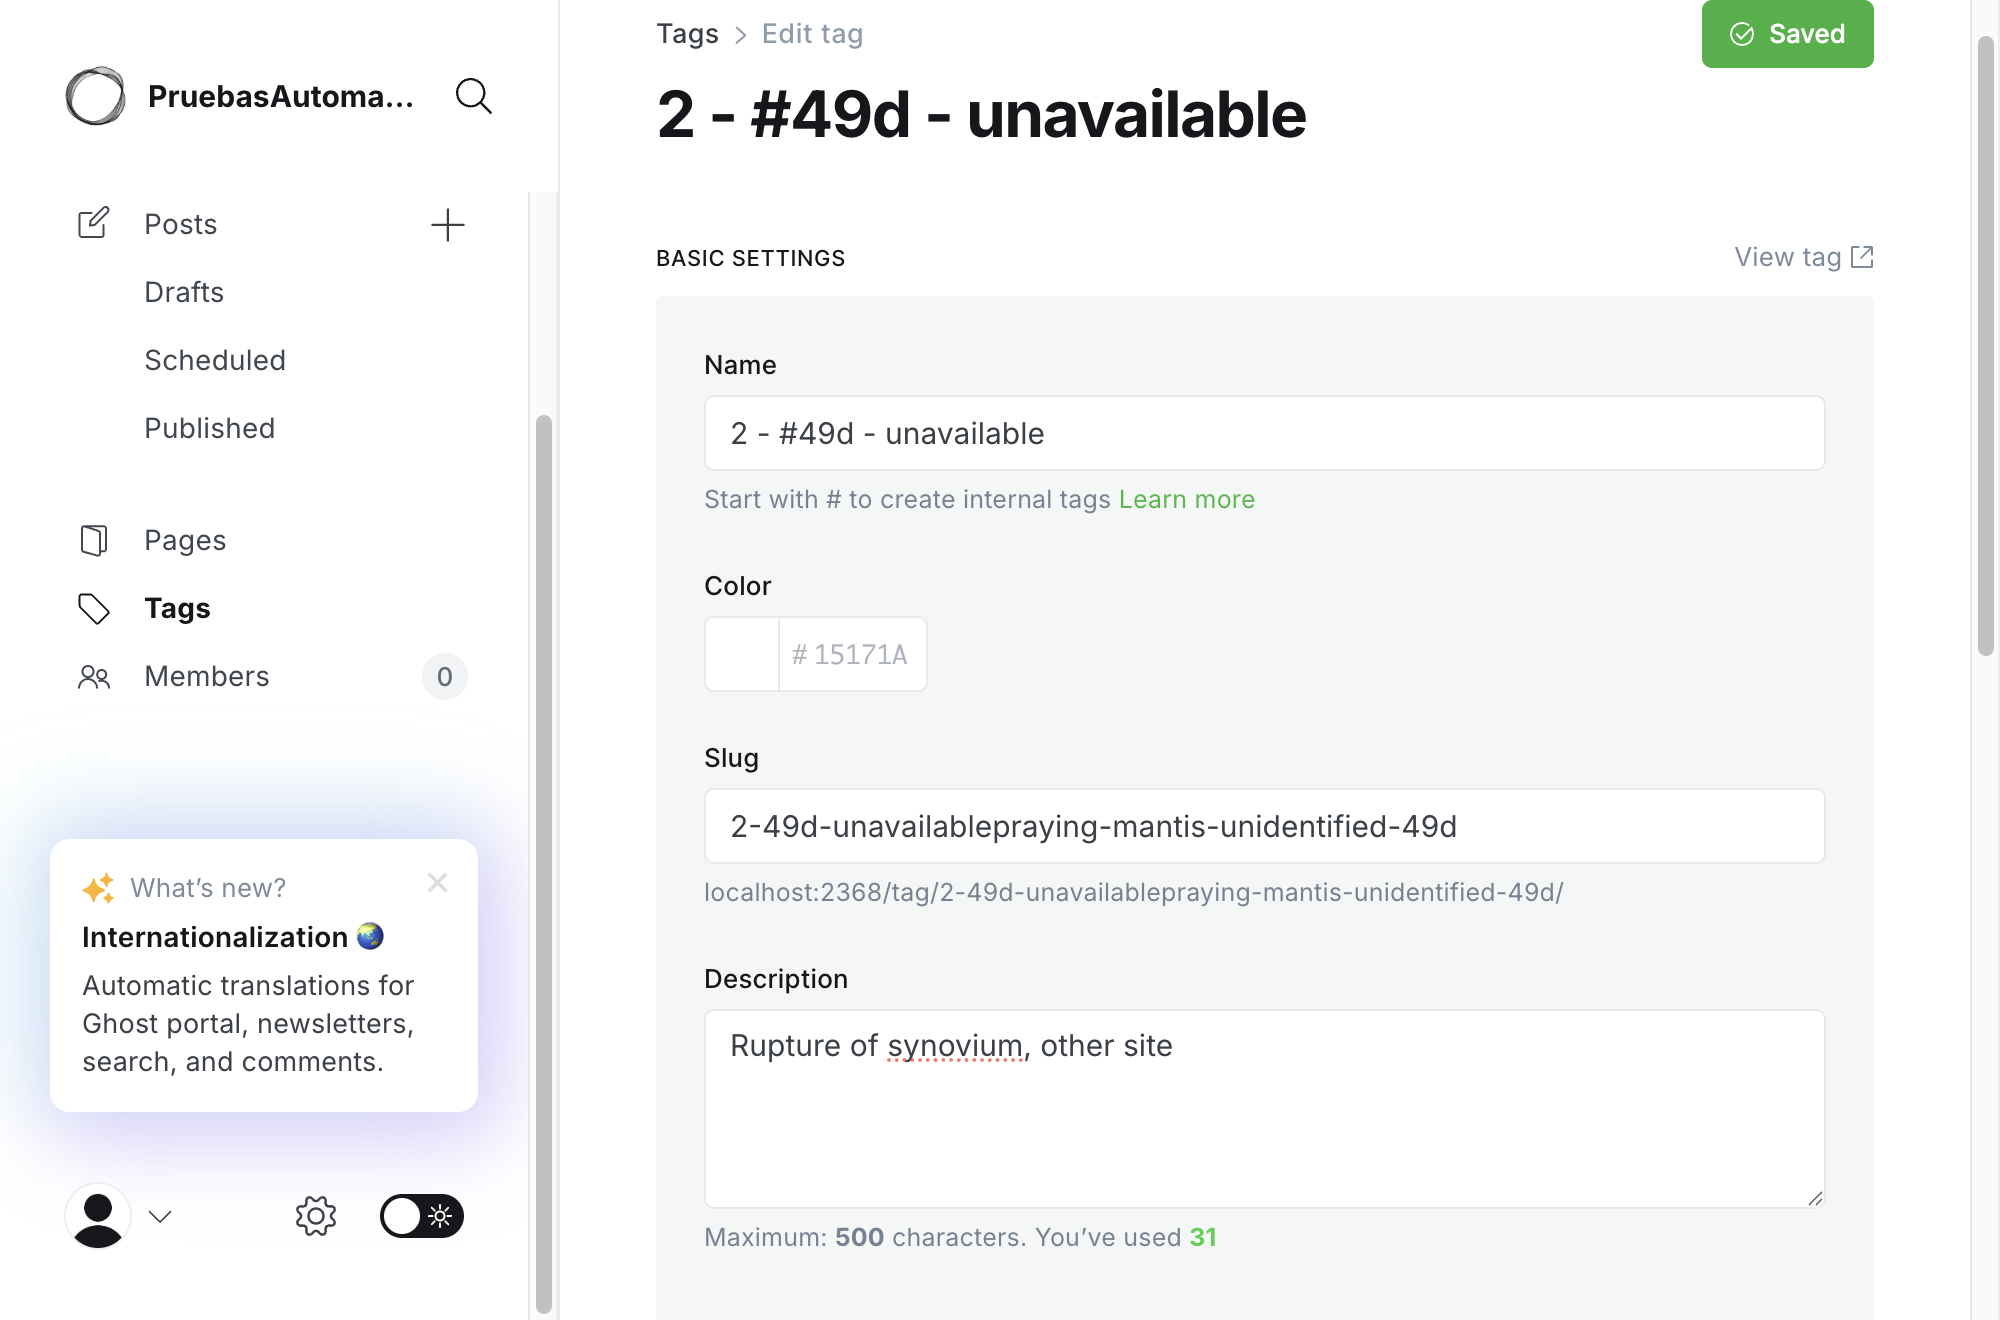 PruebasAutoma...
Posts
Drafts
Scheduled
Published
Pages
Tags
Members 0
What's new?
Internationalization
Automatic translations for
Ghost portal, newsletters,
search, and comments.
Tags > Edit tag
Saved
2 - #49d - unavailable
BASIC SETTINGS
View tag
Name
2 - #49d - unavailable
Start with # to create internal tags Learn more
Color
# 15171A
Slug
2-49d-unavailablepraying-mantis-unidentified-49d
localhost:2368/tag/2-49d-unavailablepraying-mantis-unidentified-49d/
Description
Rupture of synovium, other site
Maximum: 500 characters. You’ve used 31